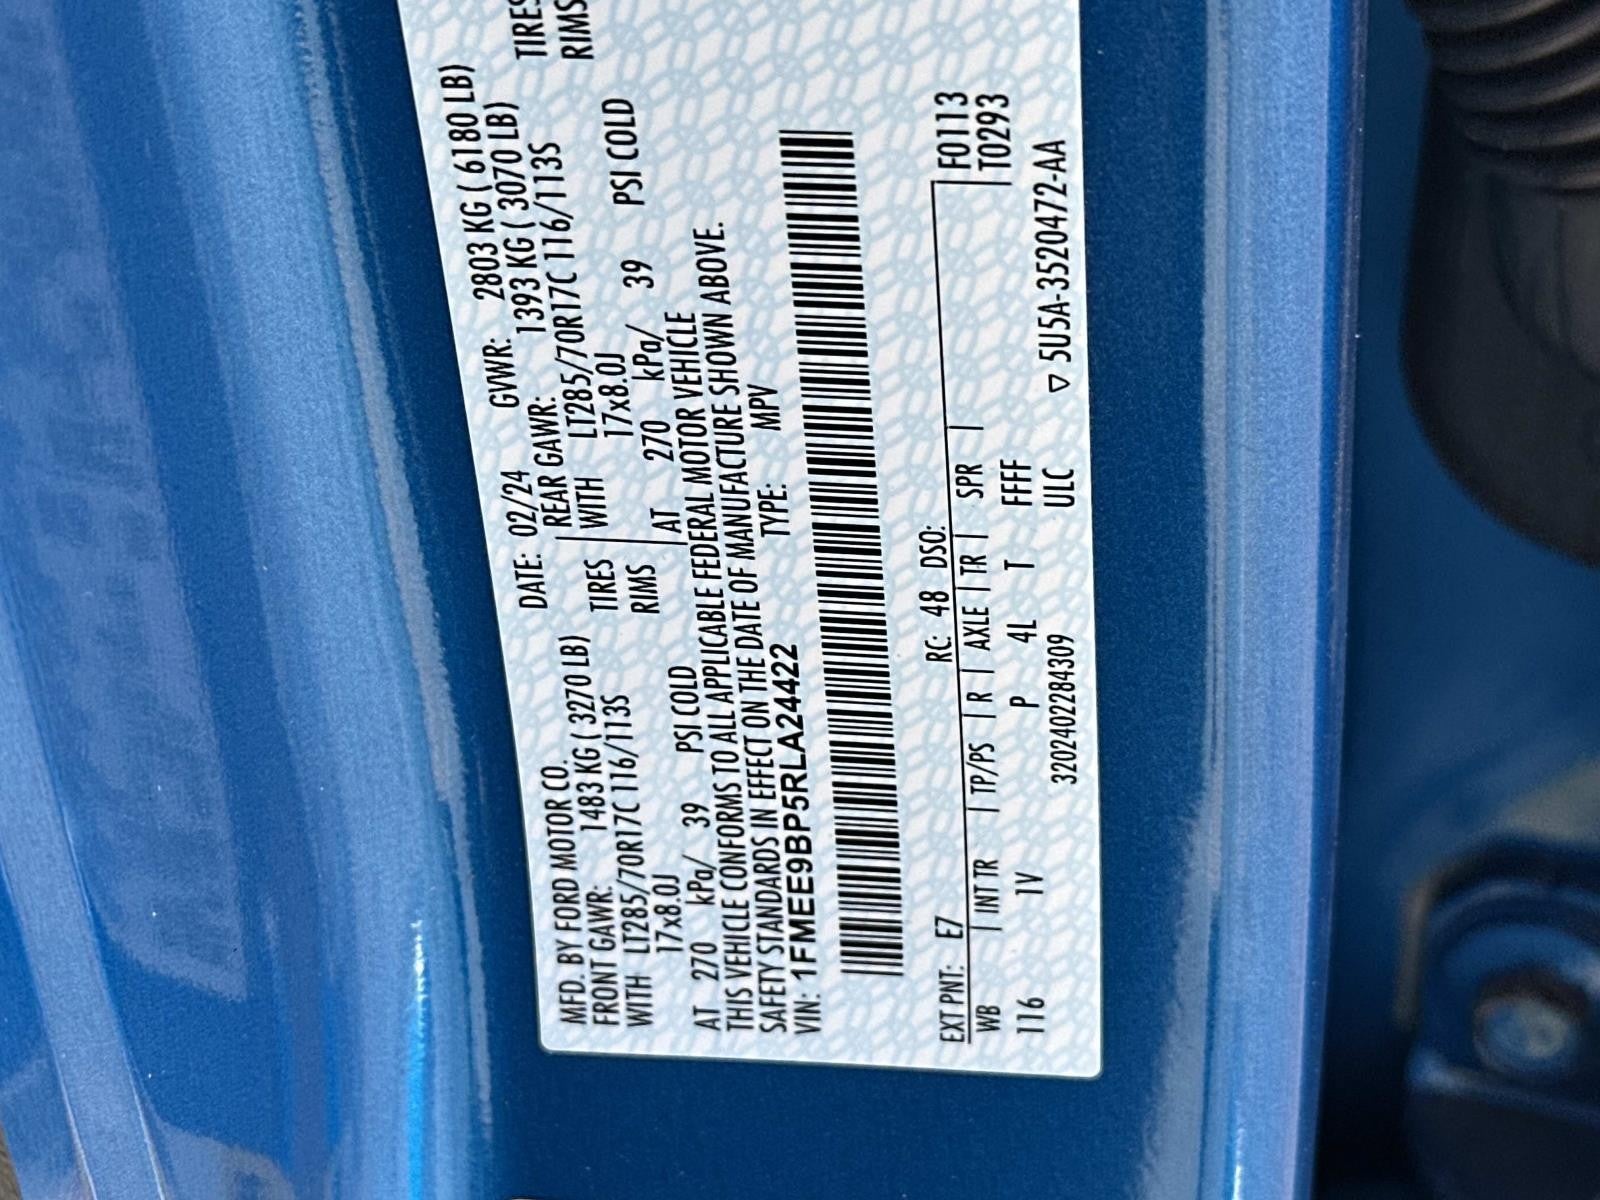 MFD. BY FORD MOTOR CO.
DATE: 02/24 GVWR: 2803 KG ( 6180 LB)
FRONT GAWR: 1483 KG ( 3270 LB)
REAR GAWR: 1393 KG ( 3070 LB)
WITH LT285/70R17C 116/113S TIRES
WITH LT285/70R17C 116/113S TIRES
17x8.0J RIMS
17x8.0J RIMS
AT 270 kPa/ 39 PSI COLD
AT 270 kPa/ 39 PSI COLD
THIS VEHICLE CONFORMS TO ALL APPLICABLE FEDERAL MOTOR VEHICLE
SAFETY STANDARDS IN EFFECT ON THE DATE OF MANUFACTURE SHOWN ABOVE.
VIN: 1FMEE9BP5RLA24422 TYPE: MPV
EXT PNT: E7 RC: 48 DSO: F0113
WB | INT TR | TP/PS | R | AXLE | TR | SPR | T0293
116 1V P 4L T FFFF
3202402284309 ULC ▽ 5U5A-3520472-AA